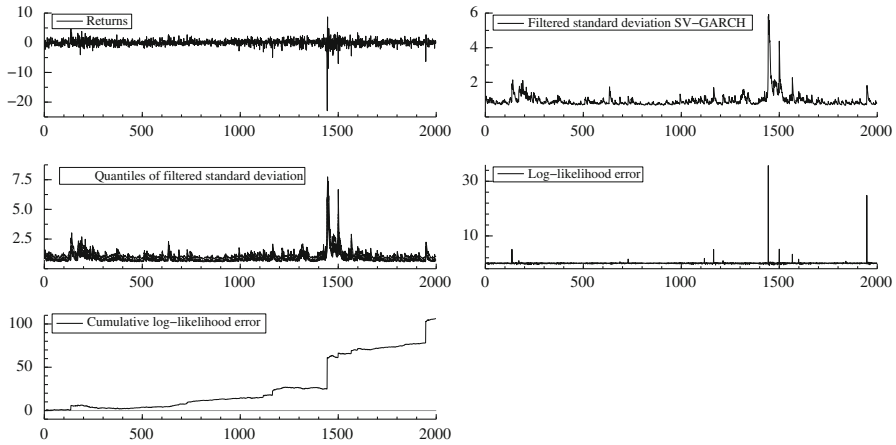 10
0
−10
−20
Returns
0 500 1000 1500 2000
6
4
2
Filtered standard deviation SV−GARCH
0 500 1000 1500 2000
7.5
5.0
2.5
Quantiles of filtered standard deviation
0 500 1000 1500 2000
30
10
Log−likelihood error
0 500 1000 1500 2000
100
50
0
Cumulative log−likelihood error
0 500 1000 1500 2000